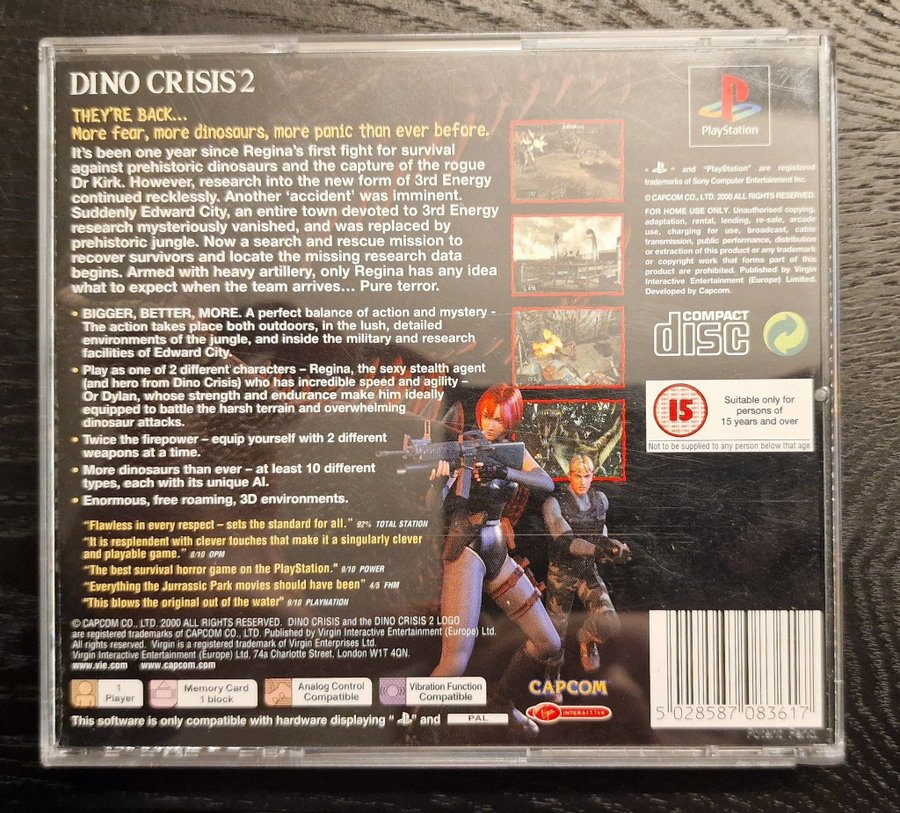 DINO CRISIS 2
THEY'RE BACK...
More fear, more dinosaurs, more panic than ever before.
It's been one year since Regina's first fight for survival
against prehistoric dinosaurs and the capture of the rogue
Dr Kirk. However, research into the new form of 3rd Energy
continued recklessly. Another 'accident' was imminent.
Suddenly Edward City, an entire town devoted to 3rd Energy
research mysteriously vanished, and was replaced by
prehistoric jungle. Now a search and rescue mission to
recover survivors and locate the missing research data
begins. Armed with heavy artillery, only Regina has any idea
what to expect when the team arrives... Pure terror.
• BIGGER, BETTER, MORE. A perfect balance of action and mystery -
The action takes place both outdoors, in the lush, detailed
environments of the jungle, and inside the military and research
facilities of Edward City.
• Play as one of 2 different characters – Regina, the sexy stealth agent
(and hero from Dino Crisis) who has incredible speed and agility –
Or Dylan, whose strength and endurance make him ideally
equipped to battle the harsh terrain and overwhelming
dinosaur attacks.
• Twice the firepower – equip yourself with 2 different
weapons at a time.
• More dinosaurs than ever – at least 10 different
types, each with its unique AI.
• Enormous, free roaming, 3D environments.
"Flawless in every respect – sets the standard for all." 92% TOTAL STATION
"It is resplendent with clever touches that make it a singularly clever
and playable game." 8/10 OPM
"The best survival horror game on the PlayStation." 9/10 POWER
"Everything the Jurrassic Park movies should have been" 4/5 FHM
"This blows the original out of the water" 9/10 PLAYNATION
© CAPCOM CO., LTD. 2000 ALL RIGHTS RESERVED. DINO CRISIS and the DINO CRISIS 2 LOGO
are registered trademarks of CAPCOM CO., LTD. Published by Virgin Interactive Entertainment (Europe) Ltd.
All rights reserved. Virgin is a registered trademark of Virgin Enterprises Ltd.
Virgin Interactive Entertainment (Europe) Ltd, 74a Charlotte Street, London W1T 4QN.
www.vie.com www.capcom.com
1
Player
Memory Card
1 block
Analog Control
Compatible
Vibration Function
Compatible
This software is only compatible with hardware displaying " " and PAL
PlayStation
" " and "PlayStation" are registered
trademarks of Sony Computer Entertainment Inc.
© CAPCOM CO., LTD. 2000 ALL RIGHTS RESERVED.
FOR HOME USE ONLY. Unauthorised copying,
adaptation, rental, lending, re-sale, arcade
use, charging for use, broadcast, cable
transmission, public performance, distribution
or extraction of this product or any trademark
or copyright work that forms part of this
product are prohibited. Published by Virgin
Interactive Entertainment (Europe) Limited.
Developed by Capcom.
COMPACT
disc
15
Suitable only for
persons of
15 years and over
Not to be supplied to any person below that age
CAPCOM
Virgin INTERACTIVE
5 028587 083617